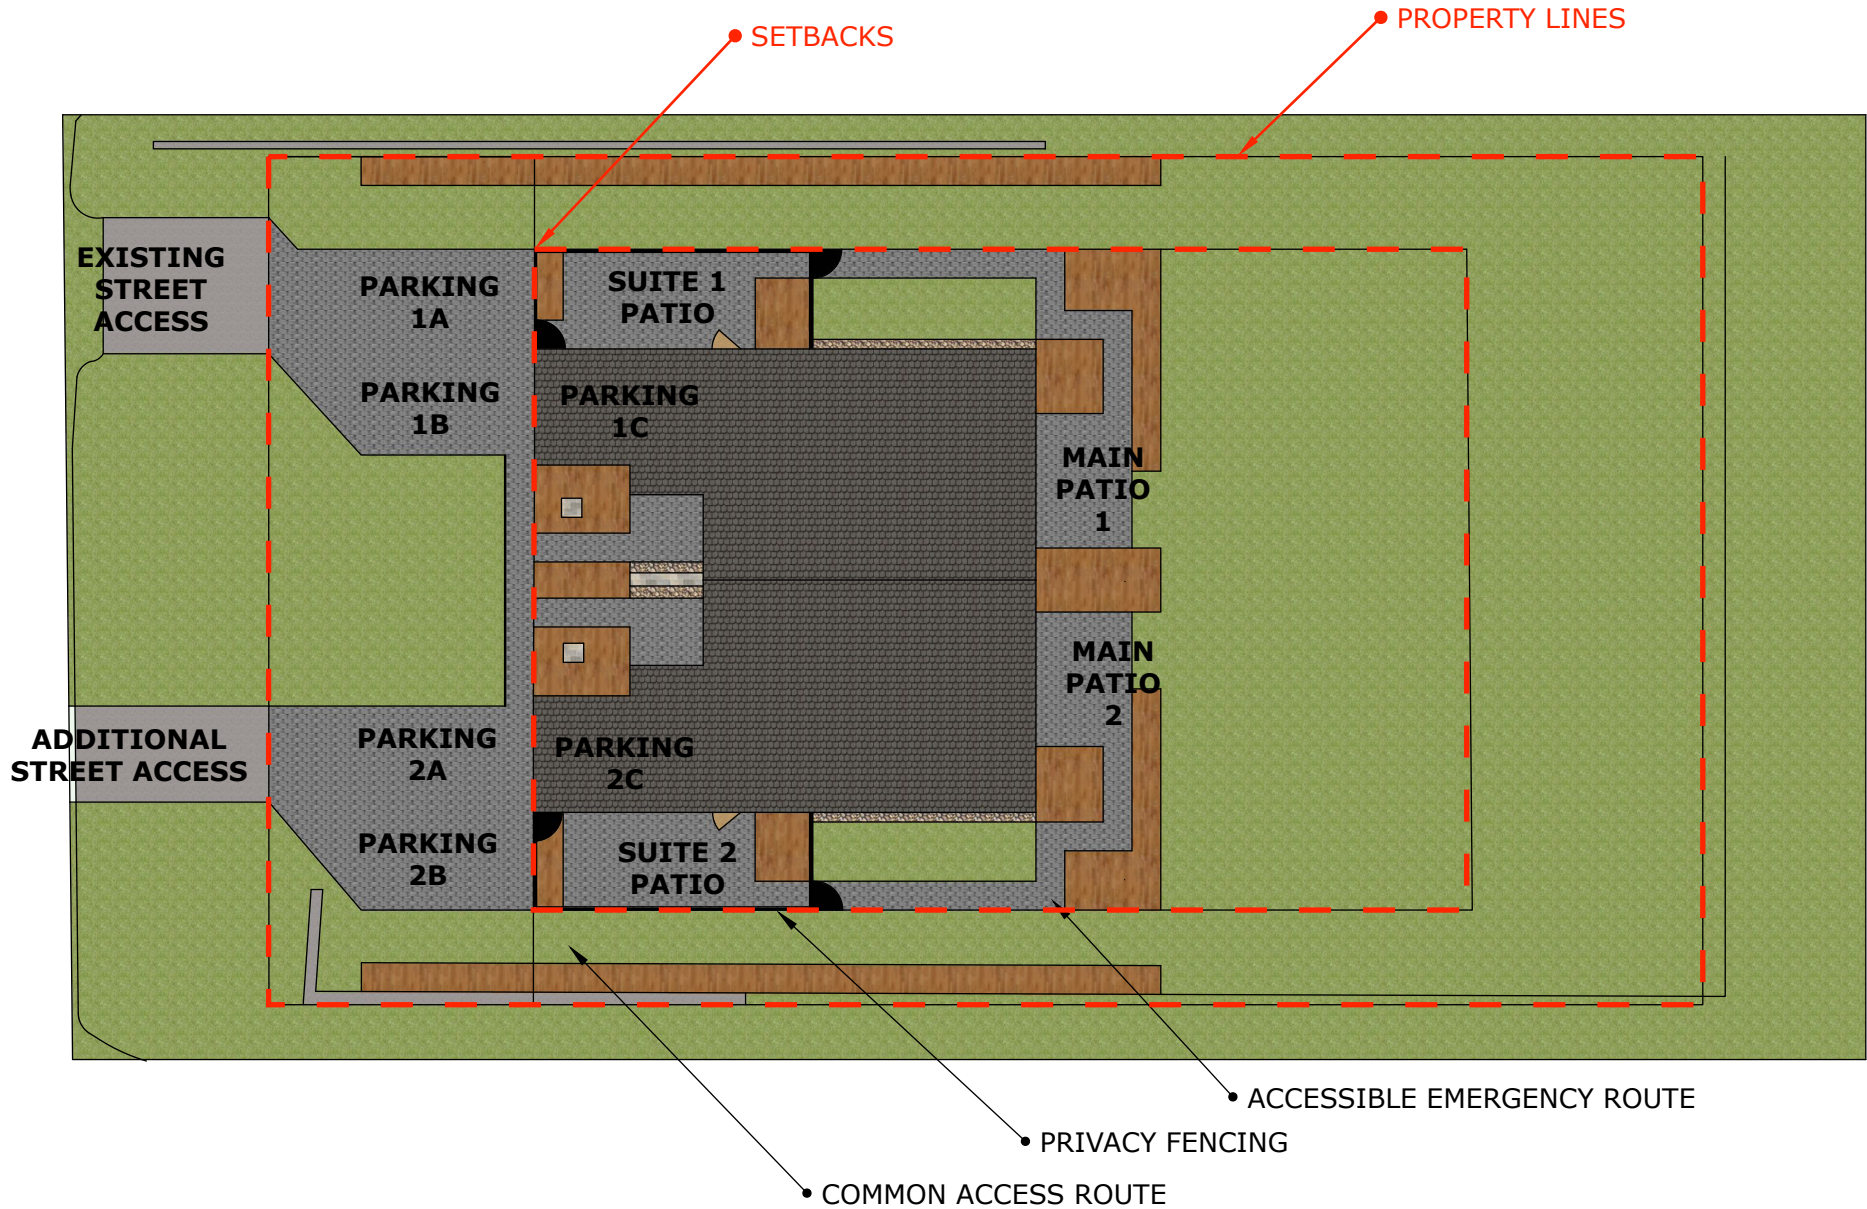 PROPERTY LINES
SETBACKS
EXISTING
STREET
ACCESS
PARKING
1A
SUITE 1
PATIO
PARKING
1B
PARKING
1C
MAIN
PATIO
1
MAIN
PATIO
2
ADDITIONAL
STREET ACCESS
PARKING
2A
PARKING
2C
PARKING
2B
SUITE 2
PATIO
ACCESSIBLE EMERGENCY ROUTE
PRIVACY FENCING
COMMON ACCESS ROUTE